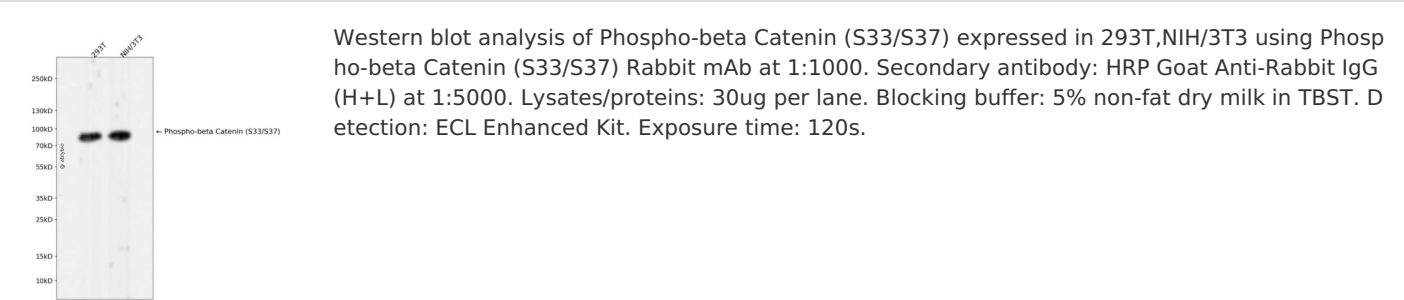 293T
NIH/3T3
250kD
130kD
100kD
70kD
55kD
35kD
25kD
15kD
10kD
← Phospho-beta Catenin (S33/S37)
@ abybio
Western blot analysis of Phospho-beta Catenin (S33/S37) expressed in 293T,NIH/3T3 using Phosp
ho-beta Catenin (S33/S37) Rabbit mAb at 1:1000. Secondary antibody: HRP Goat Anti-Rabbit IgG
(H+L) at 1:5000. Lysates/proteins: 30ug per lane. Blocking buffer: 5% non-fat dry milk in TBST. D
etection: ECL Enhanced Kit. Exposure time: 120s.